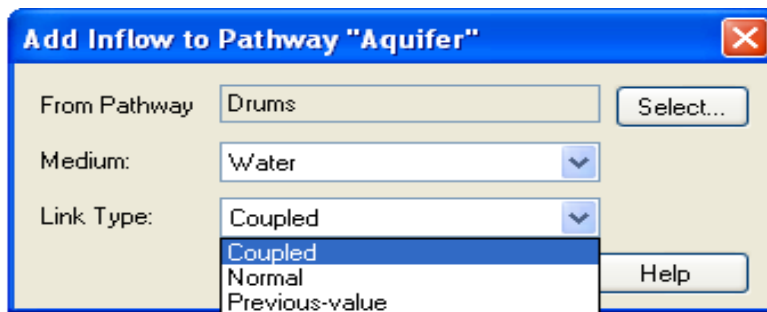 Add Inflow to Pathway "Aquifer"
From Pathway Drums Select...
Medium: Water
Link Type: Coupled
Coupled
Normal Help
Previous-value